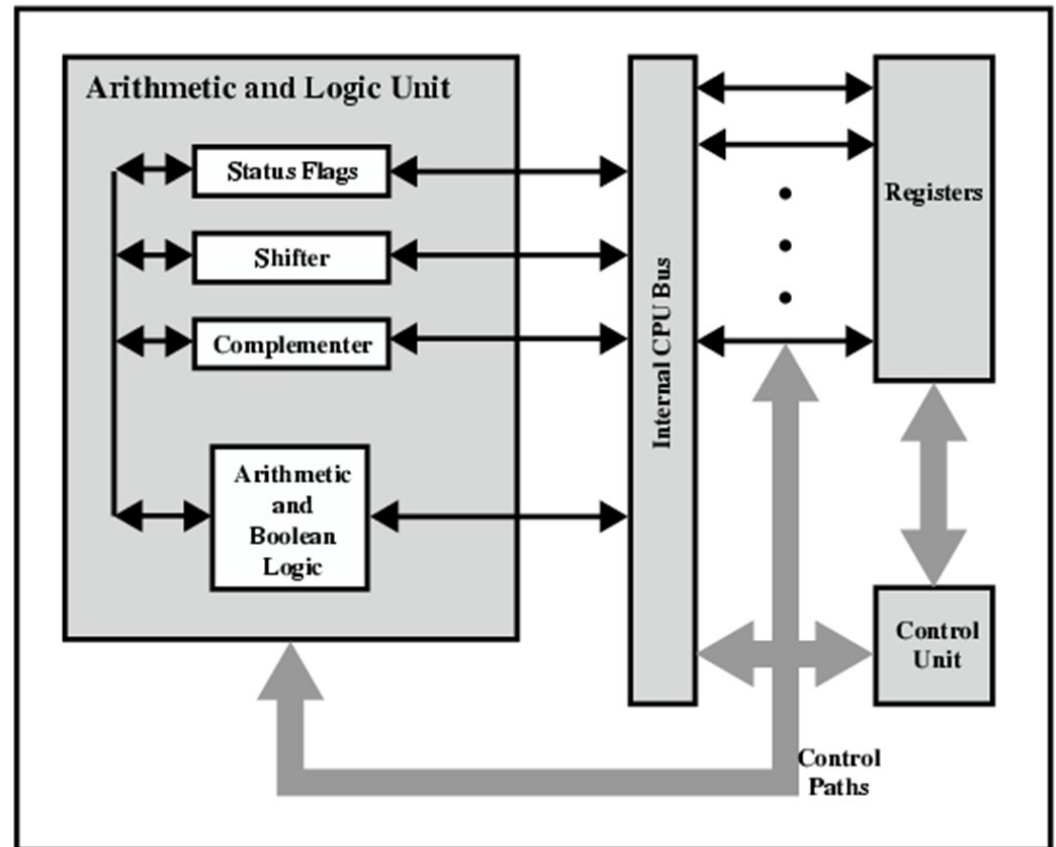 Arithmetic and Logic Unit
Status Flags
Shifter
Complementer
Arithmetic
and
Boolean
Logic
Internal CPU Bus
Registers
Control
Unit
Control
Paths